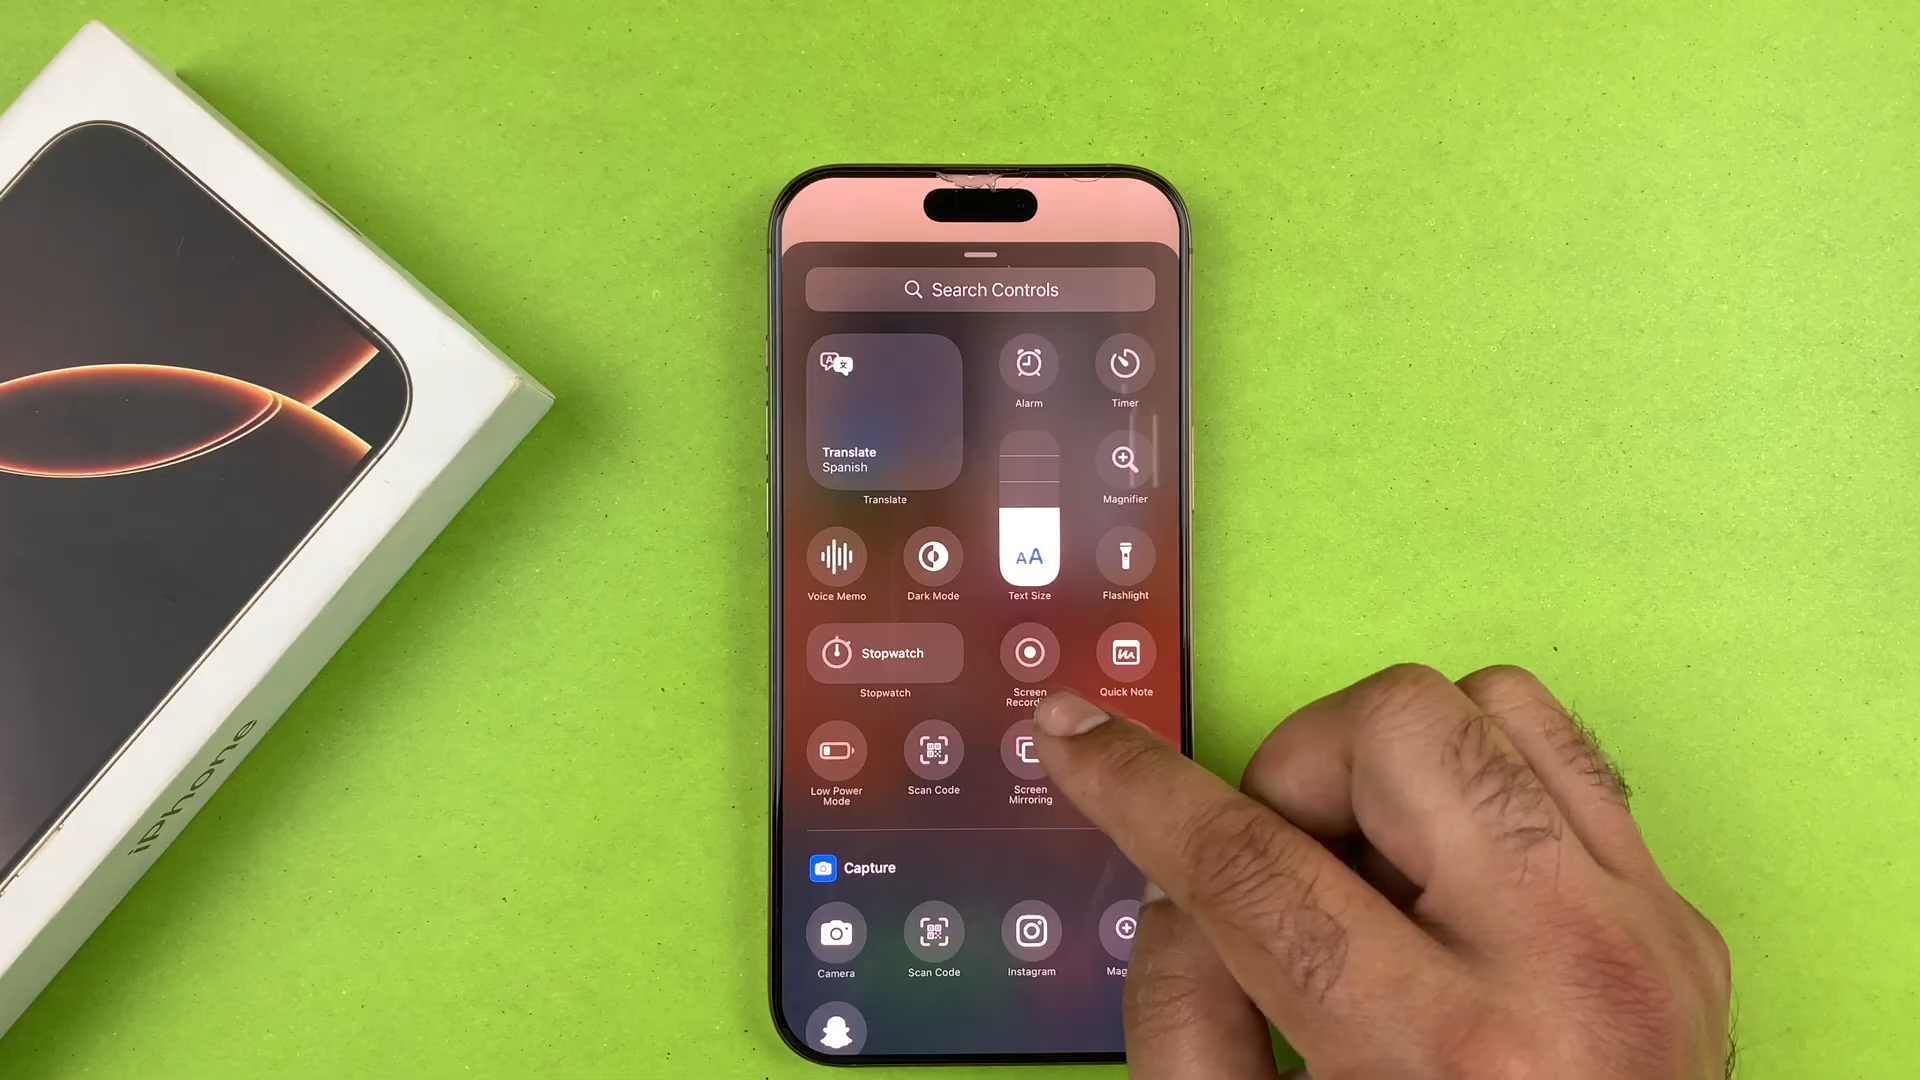 Search Controls
Translate
Spanish
Translate
Alarm
Timer
Magnifier
Voice Memo
Dark Mode
AA
Text Size
Flashlight
Stopwatch
Stopwatch
Screen
Quick Note
Low Power
Mode
Scan Code
Screen
Mirroring
Capture
Camera
Scan Code
Instagram
iPhone